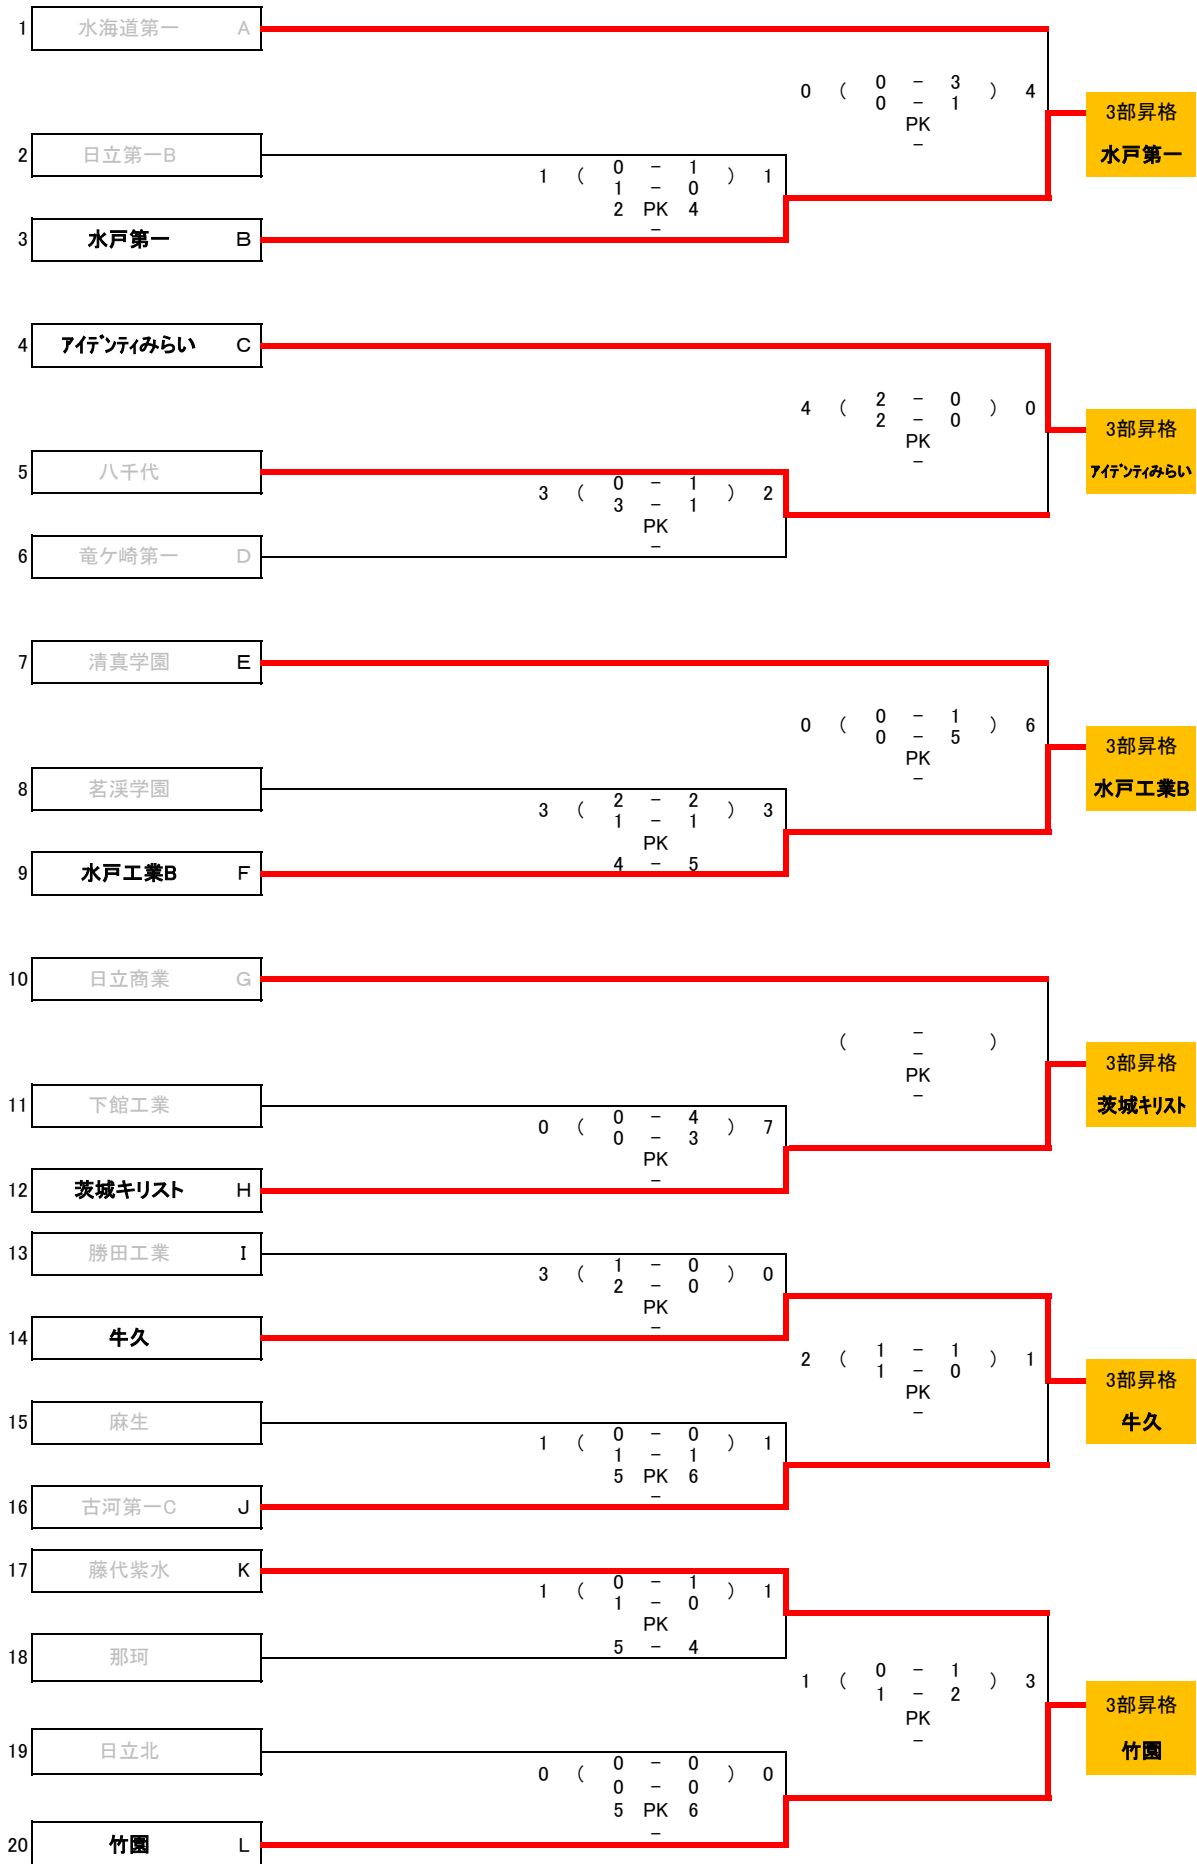 1 水海道第一 A
0 ( 0 - 3 ) 4
0 - 1
PK
-
3部昇格
水戸第一
2 日立第一B
1 ( 0 - 1 ) 1
1 - 0
2 PK 4
-
3 水戸第一 B
4 アイデンティみらい C
4 ( 2 - 0 ) 0
2 - 0
PK
-
3部昇格
アイデンティみらい
5 八千代
3 ( 0 - 1 ) 2
3 - 1
PK
-
6 竜ケ崎第一 D
7 清真学園 E
0 ( 0 - 1 ) 6
0 - 5
PK
-
3部昇格
水戸工業B
8 茗渓学園
3 ( 2 - 2 ) 3
1 - 1
PK
4 - 5
9 水戸工業B F
10 日立商業 G
( - )
-
PK
-
3部昇格
茨城キリスト
11 下館工業
0 ( 0 - 4 ) 7
0 - 3
PK
-
12 茨城キリスト H
13 勝田工業 I
3 ( 1 - 0 ) 0
2 - 0
PK
-
14 牛久
2 ( 1 - 1 ) 1
1 - 0
PK
-
3部昇格
牛久
15 麻生
1 ( 0 - 0 ) 1
1 - 1
5 PK 6
-
16 古河第一C J
17 藤代紫水 K
1 ( 0 - 1 ) 1
1 - 0
PK
5 - 4
18 那珂
1 ( 0 - 1 ) 3
1 - 2
PK
-
3部昇格
竹園
19 日立北
0 ( 0 - 0 ) 0
0 - 0
5 PK 6
-
20 竹園 L